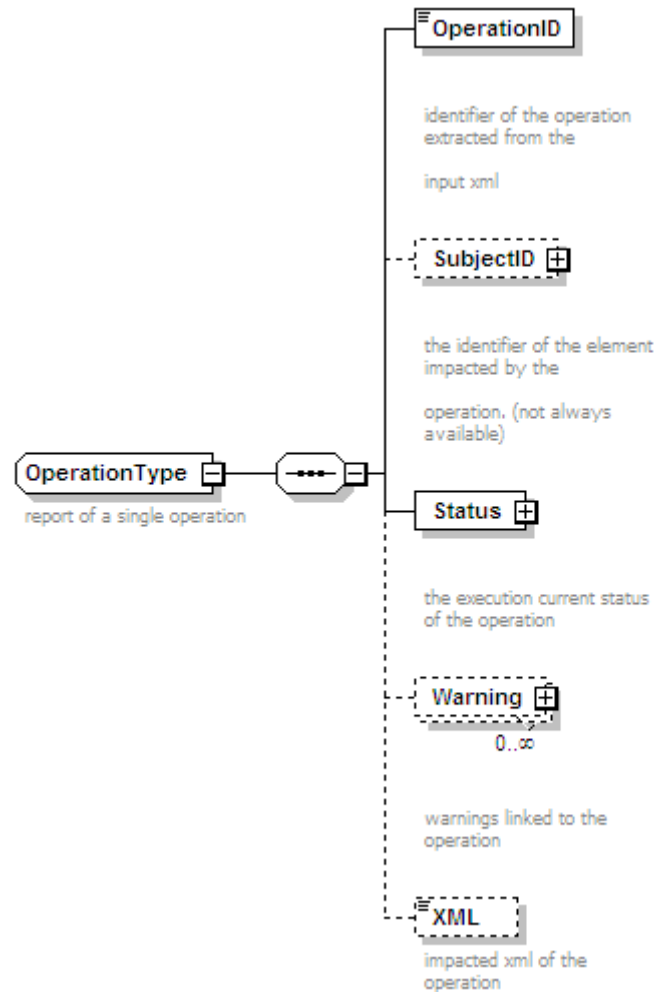 OperationID
identifier of the operation
extracted from the
input xml
SubjectID
the identifier of the element
impacted by the
operation. (not always
available)
OperationType
report of a single operation
Status
the execution current status
of the operation
Warning
0..∞
warnings linked to the
operation
XML
impacted xml of the
operation